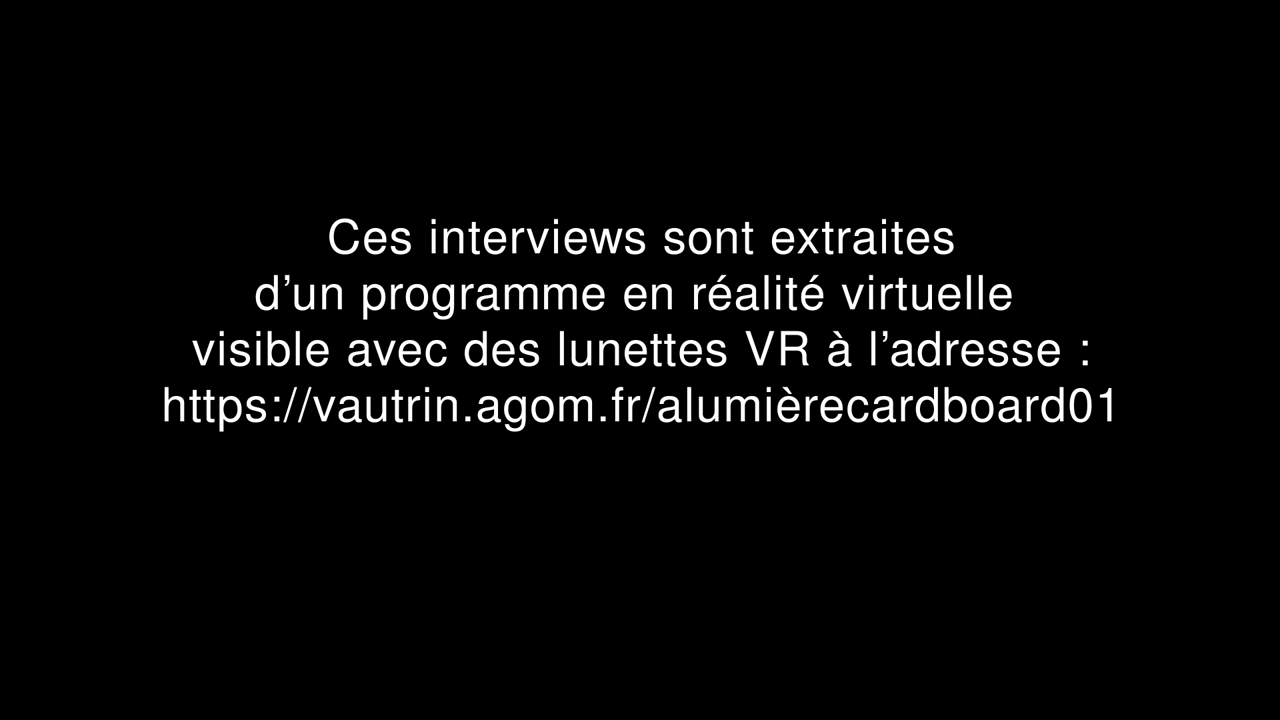 Ces interviews sont extraites
d’un programme en réalité virtuelle
visible avec des lunettes VR à l’adresse :
https://vautrin.agom.fr/alumièrecardboard01